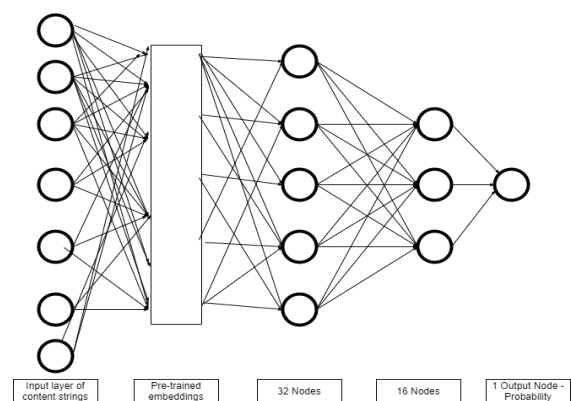 Input layer of
content strings
Pre-trained
embeddings
32 Nodes
16 Nodes
1 Output Node -
Probability